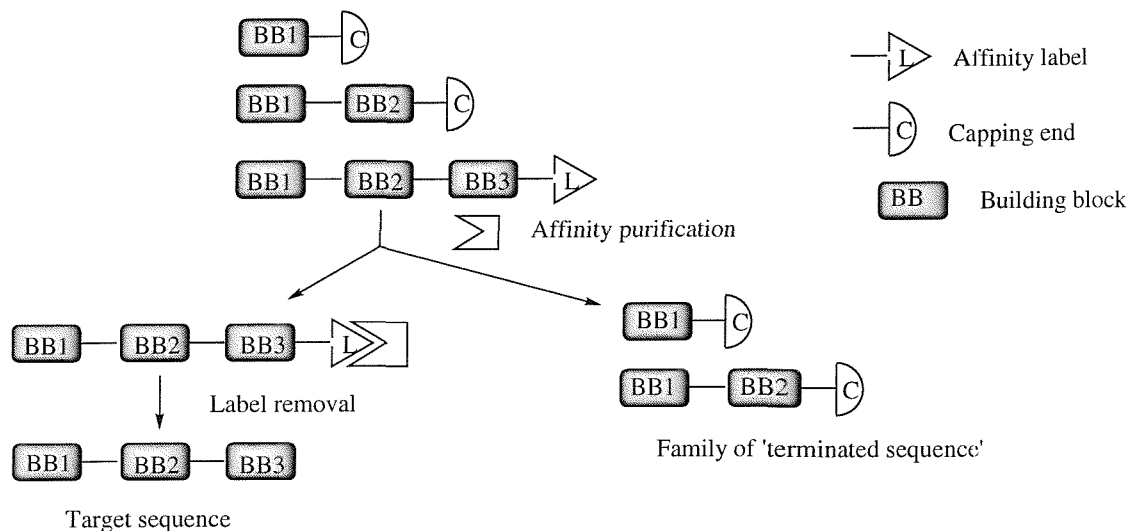 BB1 C
BB1 BB2 C
BB1 BB2 BB3 L
Affinity purification
L Affinity label
C Capping end
BB Building block
BB1 BB2 BB3 L
Label removal
BB1 BB2 BB3
Target sequence
BB1 C
BB1 BB2 C
Family of 'terminated sequence'